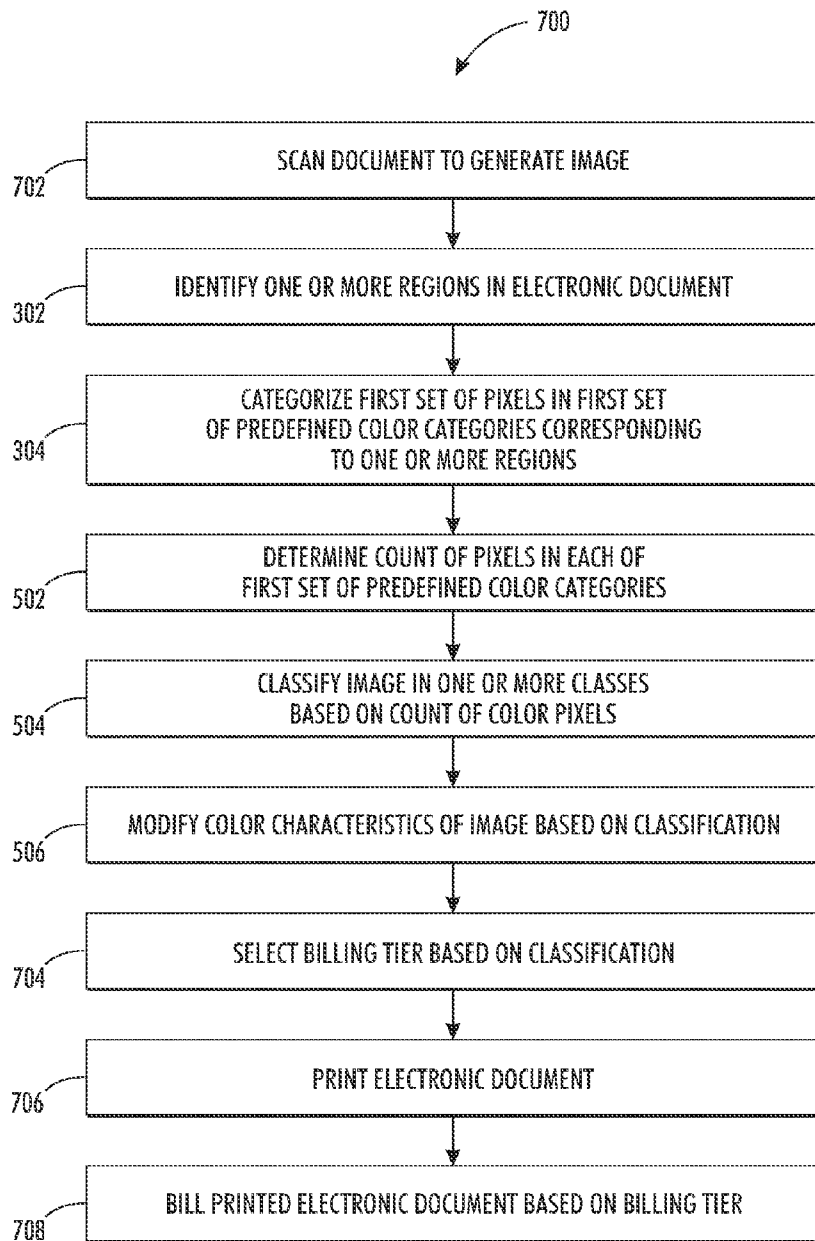 700
SCAN DOCUMENT TO GENERATE IMAGE
702
IDENTIFY ONE OR MORE REGIONS IN ELECTRONIC DOCUMENT
302
CATEGORIZE FIRST SET OF PIXELS IN FIRST SET
OF PREDEFINED COLOR CATEGORIES CORRESPONDING
TO ONE OR MORE REGIONS
304
DETERMINE COUNT OF PIXELS IN EACH OF
FIRST SET OF PREDEFINED COLOR CATEGORIES
502
CLASSIFY IMAGE IN ONE OR MORE CLASSES
BASED ON COUNT OF COLOR PIXELS
504
MODIFY COLOR CHARACTERISTICS OF IMAGE BASED ON CLASSIFICATION
506
SELECT BILLING TIER BASED ON CLASSIFICATION
704
PRINT ELECTRONIC DOCUMENT
706
BILL PRINTED ELECTRONIC DOCUMENT BASED ON BILLING TIER
708